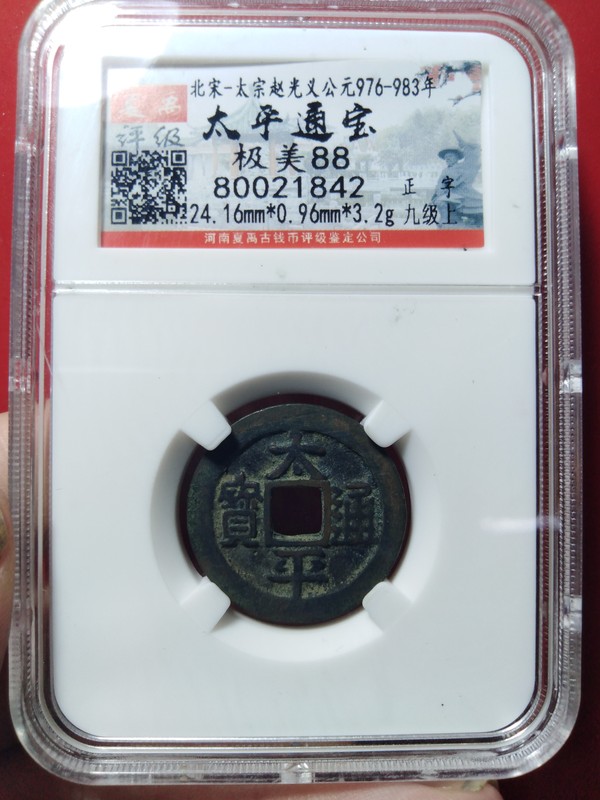 北宋-太宗赵光义公元976-983年
夏禹
评级
太平通宝
极美88
80021842 正字
24.16mm*0.96mm*3.2g 九级上
河南夏禹古钱币评级鉴定公司
太
寶 通
平